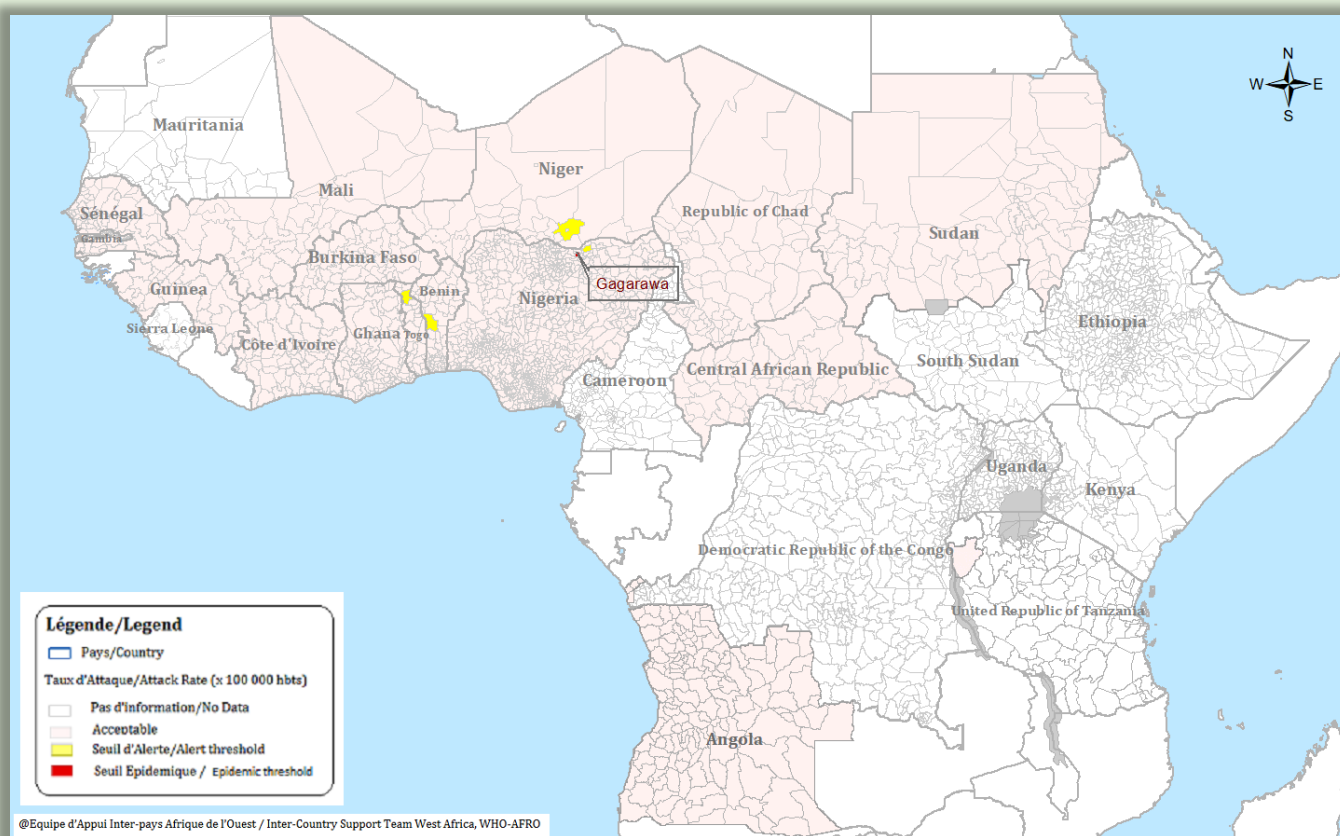 N
W E
S
Mauritania
Niger
Mali
Sénégal
Gambia
Republic of Chad
Sudan
Burkina Faso
Gagarawa
Guinea
Benin
Nigeria
Sierra Leone
Côte d'Ivoire
Ghana
Togo
Ethiopia
South Sudan
Cameroon
Central African Republic
Uganda
Kenya
Democratic Republic of the Congo
United Republic of Tanzania
Angola
Légende/Legend
Pays/Country
Taux d'Attaque/Attack Rate (x 100 000 hbts)
Pas d'information/No Data
Acceptable
Seuil d'Alerte/Alert threshold
Seuil Epidemique / Epidemic threshold
@Equipe d'Appui Inter-pays Afrique de l'Ouest / Inter-Country Support Team West Africa, WHO-AFRO